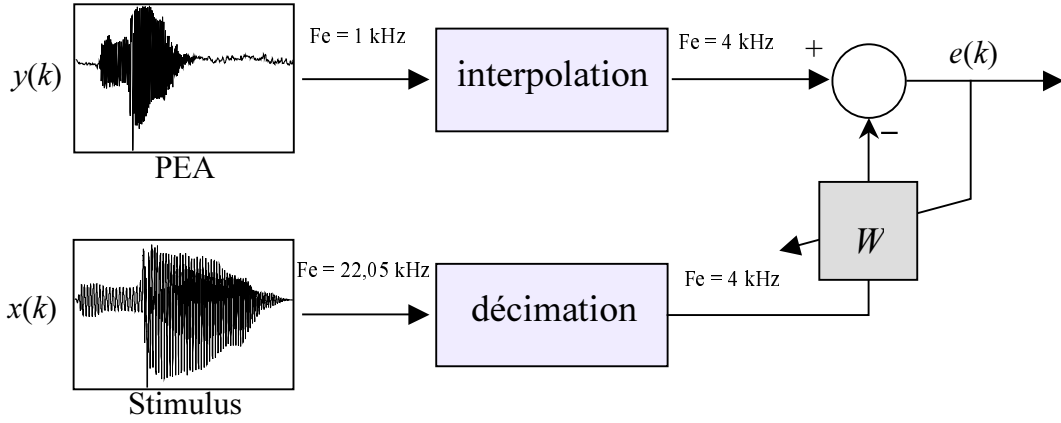 y(k)
PEA
Fe = 1 kHz
interpolation
Fe = 4 kHz
+
−
e(k)
W
x(k)
Stimulus
Fe = 22,05 kHz
décimation
Fe = 4 kHz